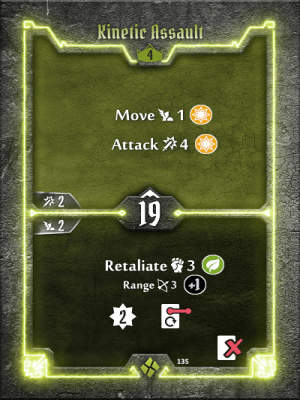 Kinetic Assault
4
Move 1
Attack 4
2
2
19
Retaliate 3
Range 3 +1
2
135